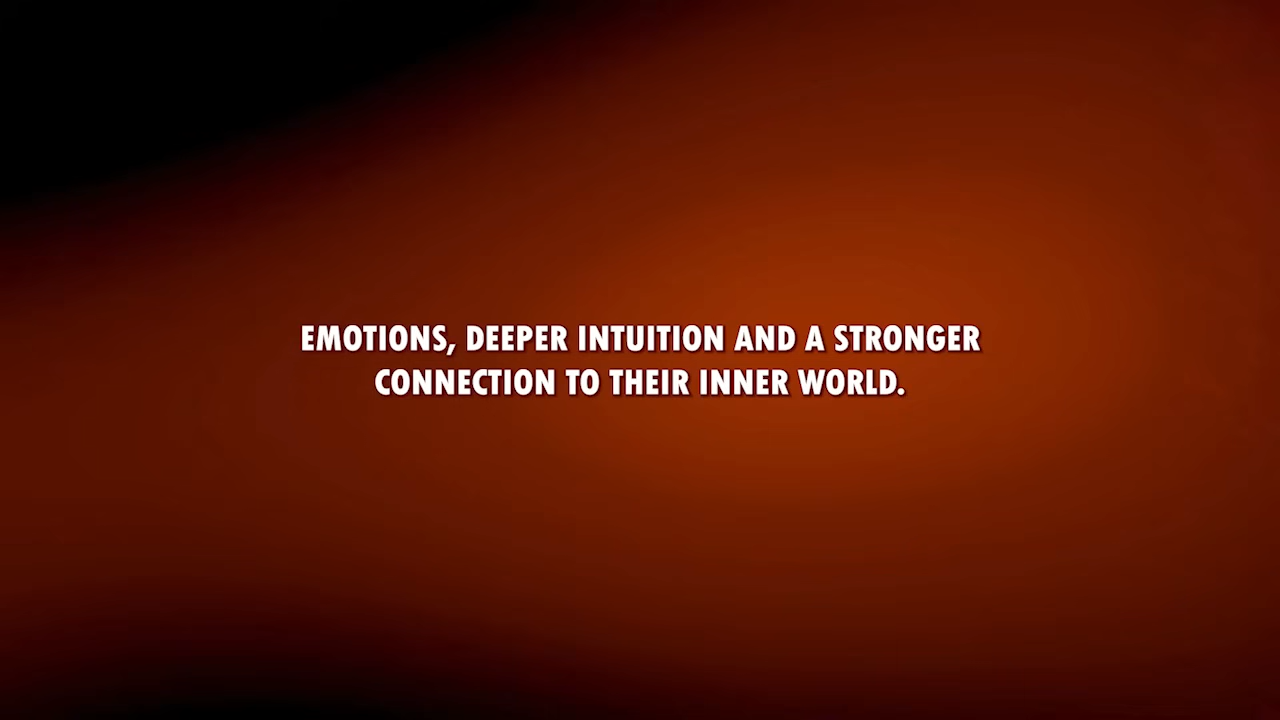 EMOTIONS, DEEPER INTUITION AND A STRONGER
CONNECTION TO THEIR INNER WORLD.